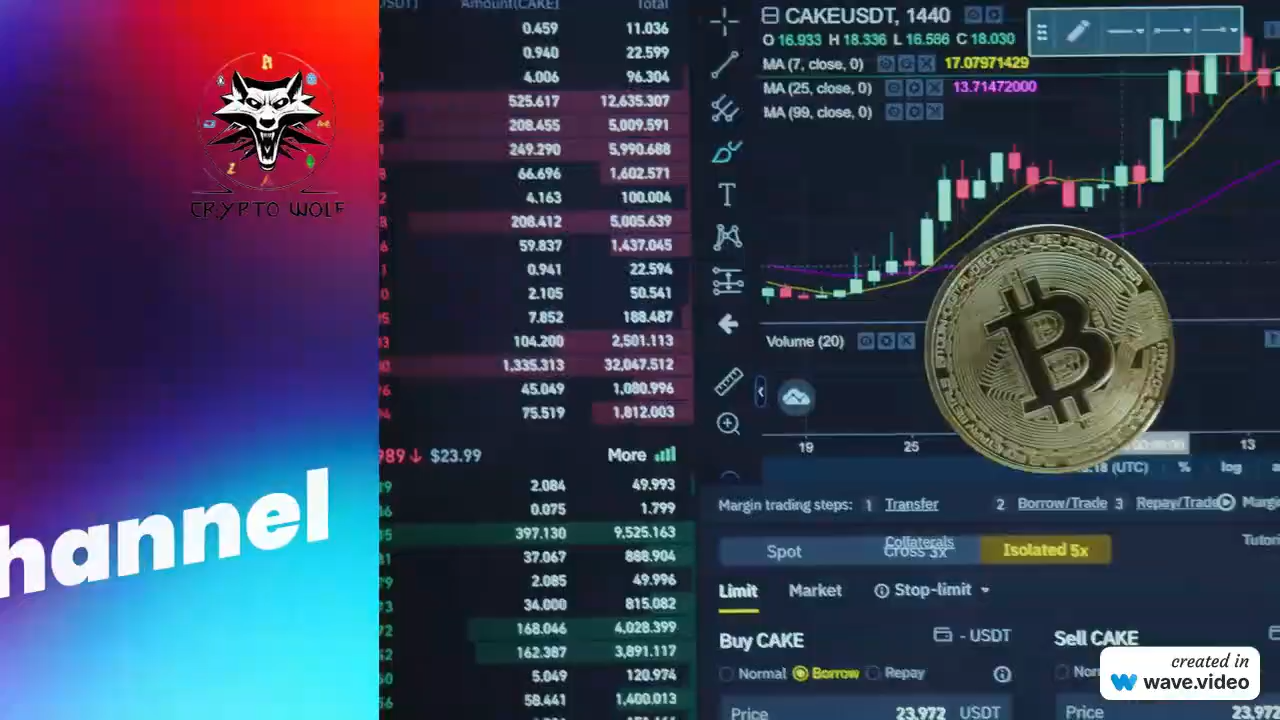 CRYPTO WOLF
hannel
Amount(CAKE) Total
0.459 11.036
0.940 22.599
4.006 96.304
525.617 12,635.307
208.455 5,009.591
249.290 5,990.688
66.696 1,602.571
4.163 100.004
208.412 5,005.639
59.837 1,437.045
0.941 22.594
2.105 50.541
7.852 188.487
104.200 2,501.113
1,335.313 32,047.512
45.049 1,080.996
75.519 1,812.003
989↓ $23.99 More
2.084 49.993
0.075 1.799
397.130 9,525.163
37.067 888.904
2.085 49.996
34.000 815.082
168.046 4,028.399
162.387 3,891.117
5.049 120.974
58.441 1,400.013
CAKEUSDT, 1440
O 16.933 H 18.336 L 16.566 C 18.030
MA (7, close, 0) 17.07971429
MA (25, close, 0) 13.71472000
MA (99, close, 0)
Volume (20)
19 25 13
(UTC) % log
Margin trading steps: 1 Transfer 2 Borrow/Trade 3 Repay/Trade
Collaterals
Spot Cross 3x Isolated 5x
Limit Market Stop-limit
Buy CAKE - USDT Sell CAKE
Normal Borrow Repay
Price 23.972 USDT Price 23.972
created in
wave.video